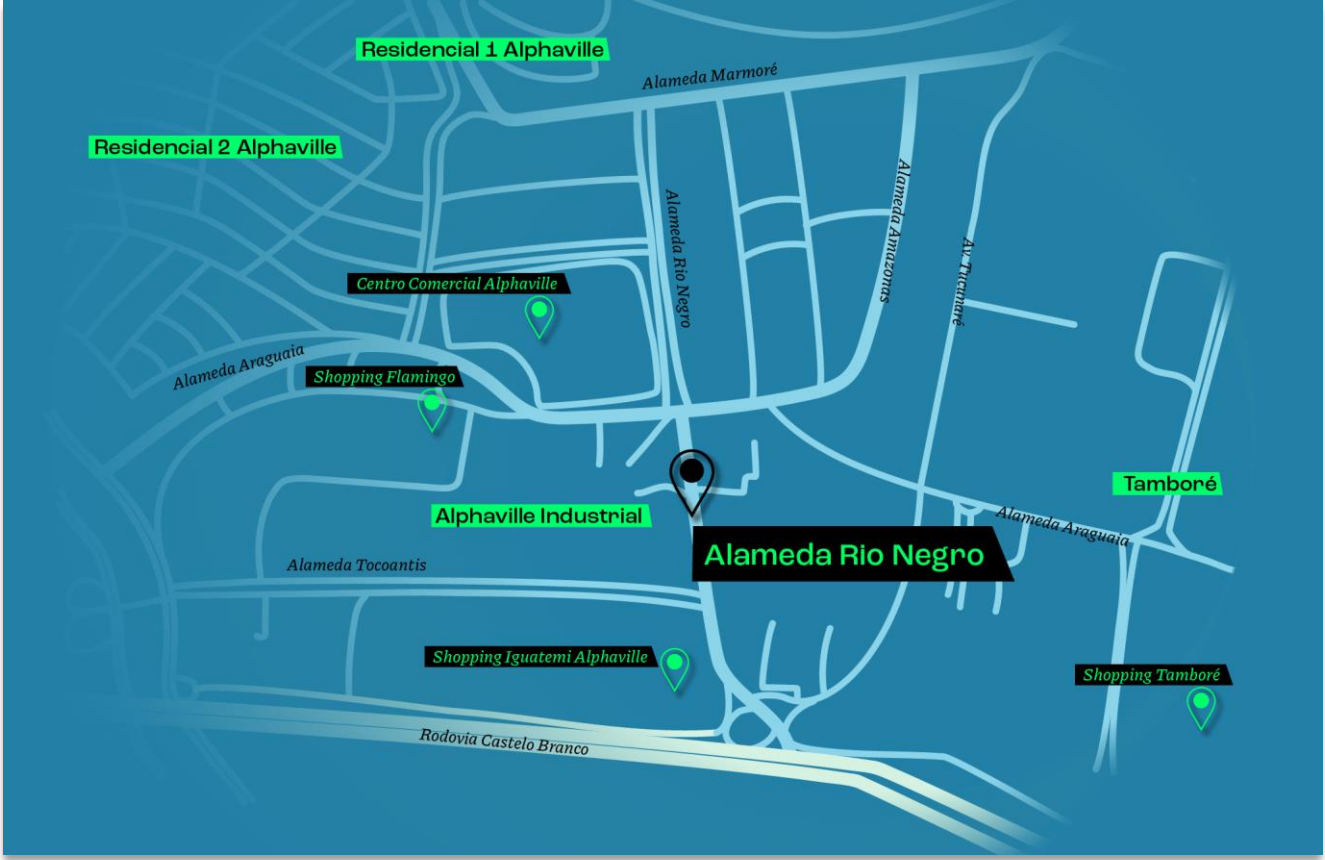 Residencial 1 Alphaville
Alameda Marmoré
Residencial 2 Alphaville
Alameda Amazonas
Alameda Rio Negro
Av. Tucunaré
Centro Comercial Alphaville
Alameda Araguaia
Shopping Flamingo
Tamboré
Alphaville Industrial
Alameda Araguaia
Alameda Rio Negro
Alameda Tocoantis
Shopping Iguatemi Alphaville
Shopping Tamboré
Rodovia Castelo Branco